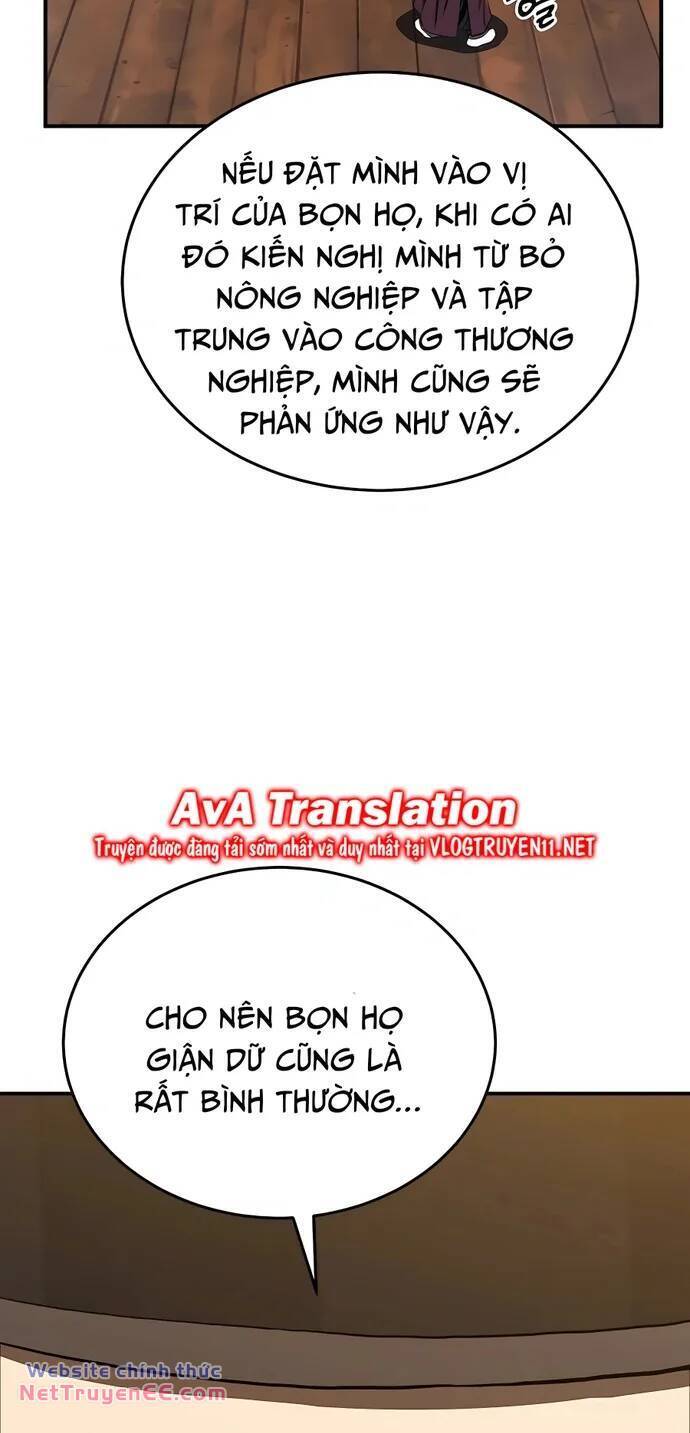 NẾU ĐẶT MÌNH VÀO VỊ
TRÍ CỦA BỌN HỌ, KHI CÓ AI
ĐÓ KIẾN NGHỊ MÌNH TỪ BỎ
NÔNG NGHIỆP VÀ TẬP
TRUNG VÀO CÔNG THƯƠNG
NGHIỆP, MÌNH CŨNG SẼ
PHẢN ỨNG NHƯ VẬY.
AvA Translation
Truyện được đăng tải sớm nhất và duy nhất tại VLOGTRUYEN11.NET
CHO NÊN BỌN HỌ
GIẬN DỮ CŨNG LÀ
RẤT BÌNH THƯỜNG...
Website chính thức
NetTruyenEE.com